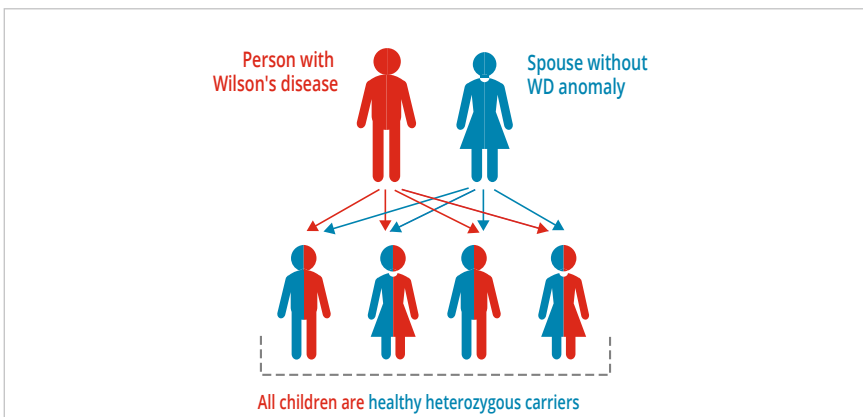 Person with
Wilson's disease
Spouse without
WD anomaly
All children are healthy heterozygous carriers